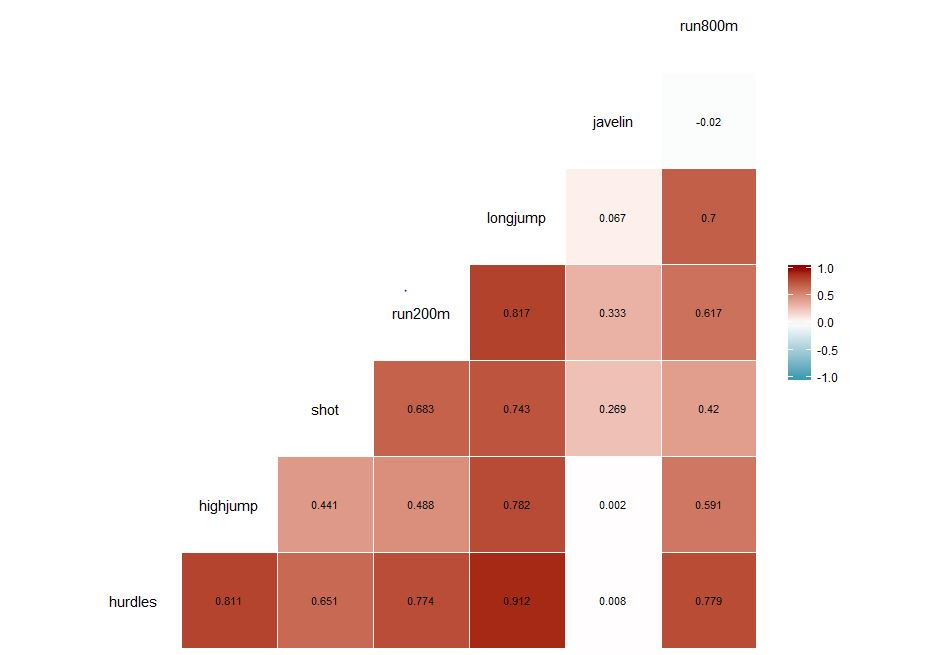 run800m
javelin -0.02
longjump 0.067 0.7
run200m 0.817 0.333 0.617
shot 0.683 0.743 0.269 0.42
highjump 0.441 0.488 0.782 0.002 0.591
hurdles 0.811 0.651 0.774 0.912 0.008 0.779
1.0
0.5
0.0
-0.5
-1.0